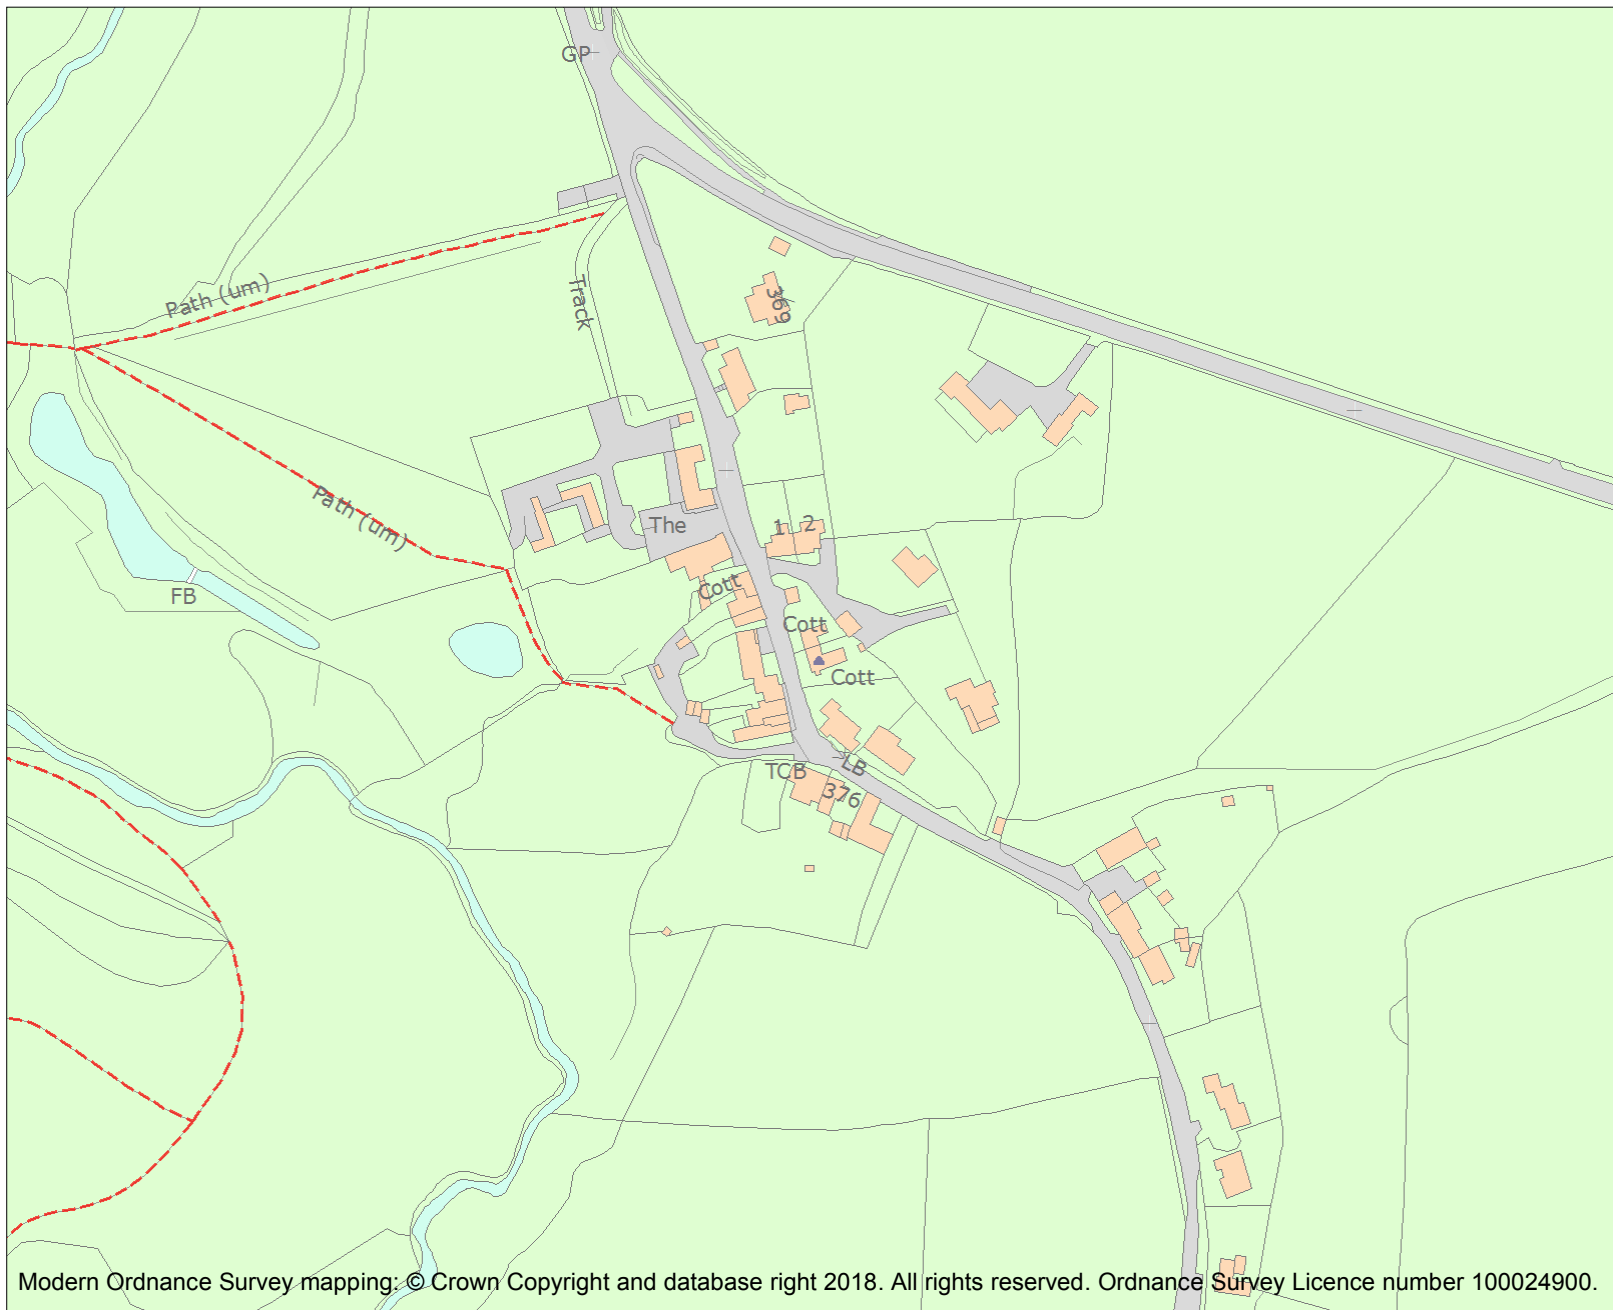 GP
Path (um)
Track
369
Path (um)
The
1
2
Cott
FB
Cott
Cott
TCB
LB
376
Modern Ordnance Survey mapping: © Crown Copyright and database right 2018. All rights reserved. Ordnance Survey Licence number 100024900.